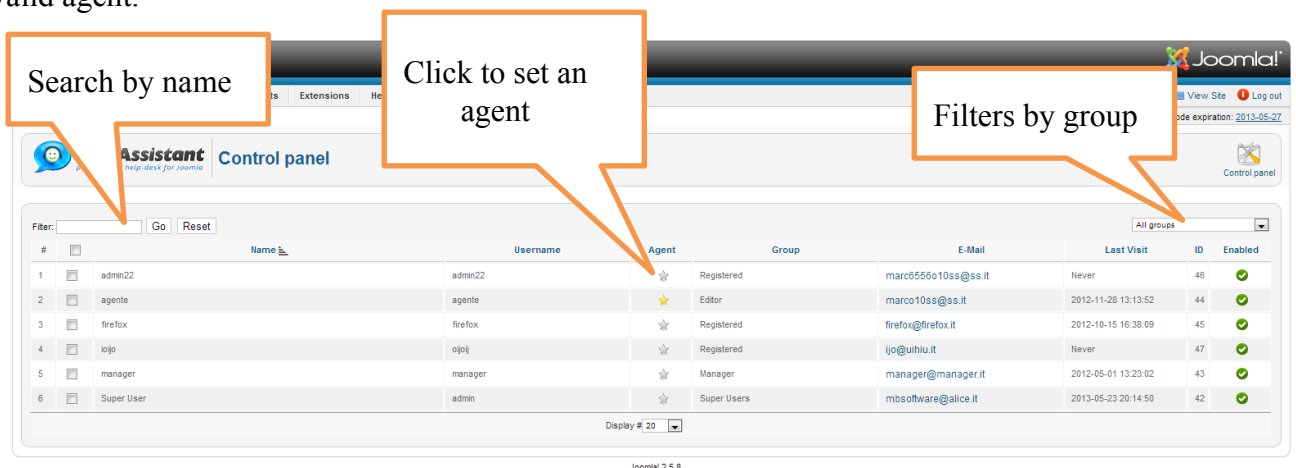 agent.
Search by name
Click to set an
agent
Filters by group
Joomla!
Extensions
View Site
Log out
expiration: 2013-05-27
Assistant
help-desk for Joomla
Control panel
Control panel
Filter:
Go
Reset
All groups
# Name Username Agent Group E-Mail Last Visit ID Enabled
1 admin22 admin22 Registered marc6556o10ss@ss.it Never 46
2 agente agente Editor marco10ss@ss.it 2012-11-28 13:13:52 44
3 firefox firefox Registered firefox@firefox.it 2012-10-15 16:38:09 45
4 ioijo oijoij Registered ijo@uihiu.it Never 47
5 manager manager Manager manager@manager.it 2012-05-01 13:23:02 43
6 Super User admin Super Users mbsoftware@alice.it 2013-05-23 20:14:50 42
Display # 20
Joomla! 2.5.8